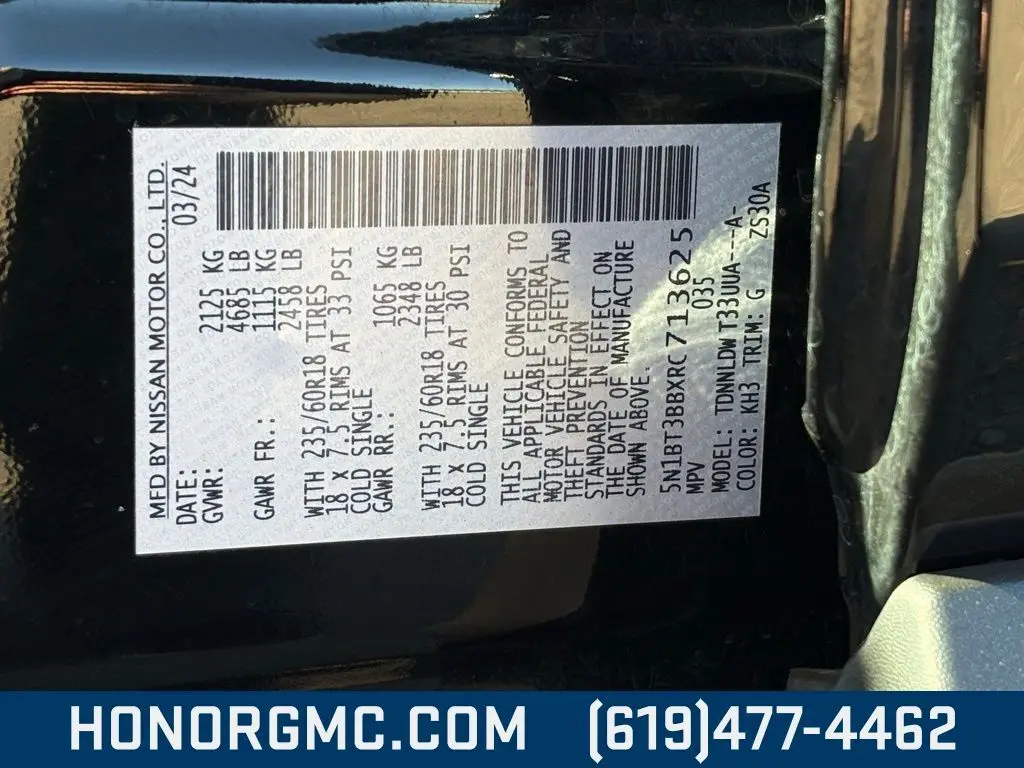 MFD BY NISSAN MOTOR CO., LTD.
DATE: 03/24
GVWR: 2125 KG
4685 LB
GAWR FR.: 1115 KG
2458 LB
WITH 235/60R18 TIRES
18 X 7.5 RIMS AT 33 PSI
COLD SINGLE
GAWR RR.: 1065 KG
2348 LB
WITH 235/60R18 TIRES
18 X 7.5 RIMS AT 30 PSI
COLD SINGLE
THIS VEHICLE CONFORMS TO
ALL APPLICABLE FEDERAL
MOTOR VEHICLE SAFETY AND
THEFT PREVENTION
STANDARDS IN EFFECT ON
THE DATE OF MANUFACTURE
SHOWN ABOVE.
5N1BT3BBXRC713625
MPV 035
MODEL: TDNNLDW T33UUA---A-
COLOR: KH3 TRIM: G ZS30A
HONORGMC.COM (619)477-4462